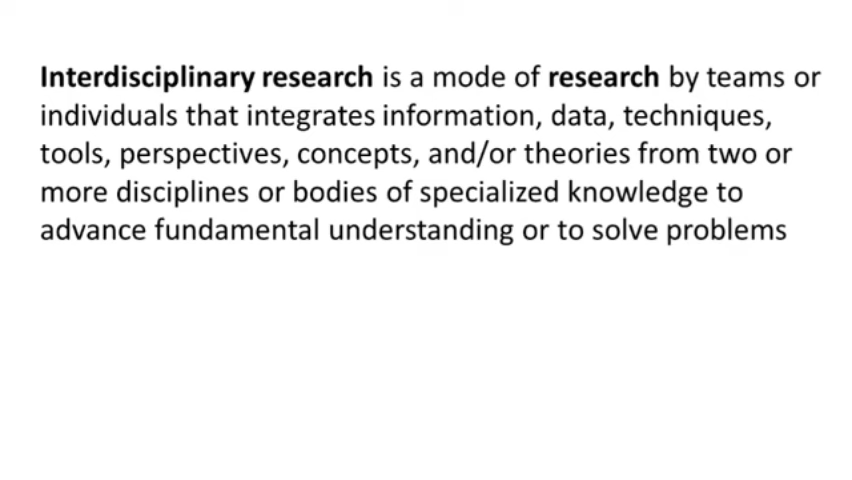 Interdisciplinary research is a mode of research by teams or
individuals that integrates information, data, techniques,
tools, perspectives, concepts, and/or theories from two or
more disciplines or bodies of specialized knowledge to
advance fundamental understanding or to solve problems